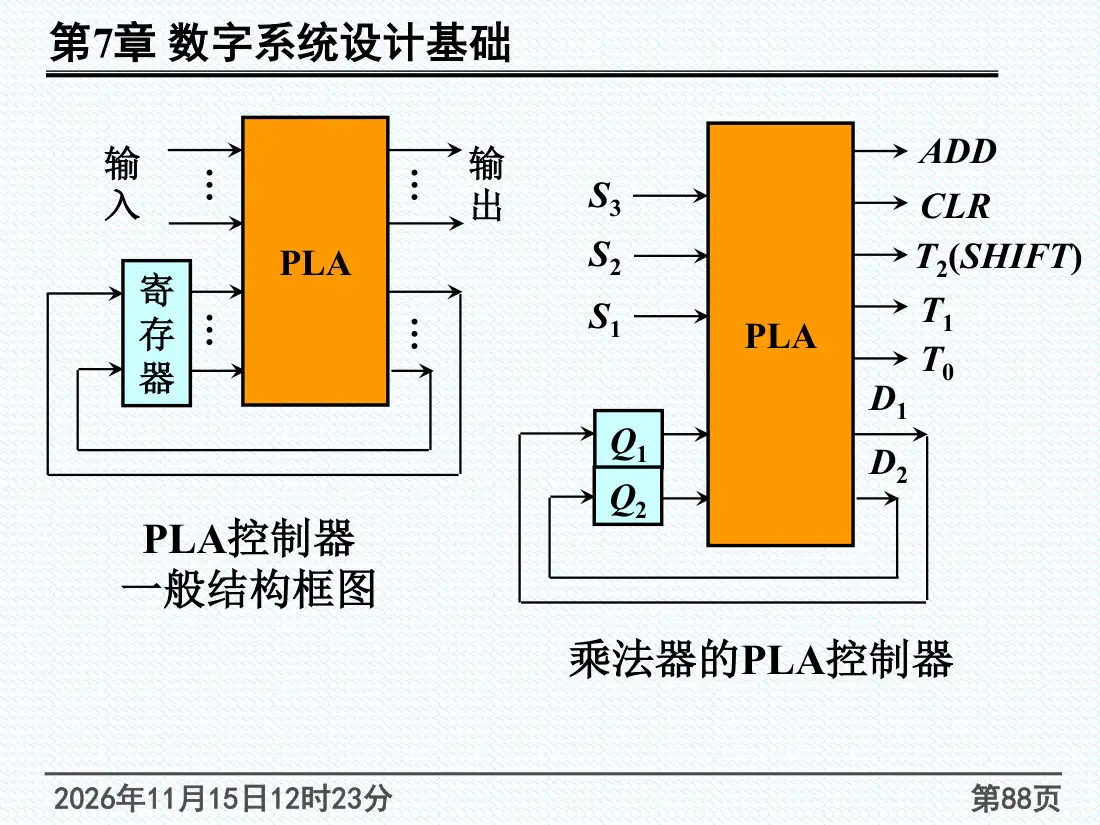 第7章 数字系统设计基础
输入
⋮
⋮
输出
PLA
寄存器
⋮
⋮
PLA控制器
一般结构框图
S3
S2
S1
PLA
ADD
CLR
T2(SHIFT)
T1
T0
D1
D2
Q1
Q2
乘法器的PLA控制器
2026年11月15日12时23分
第88页